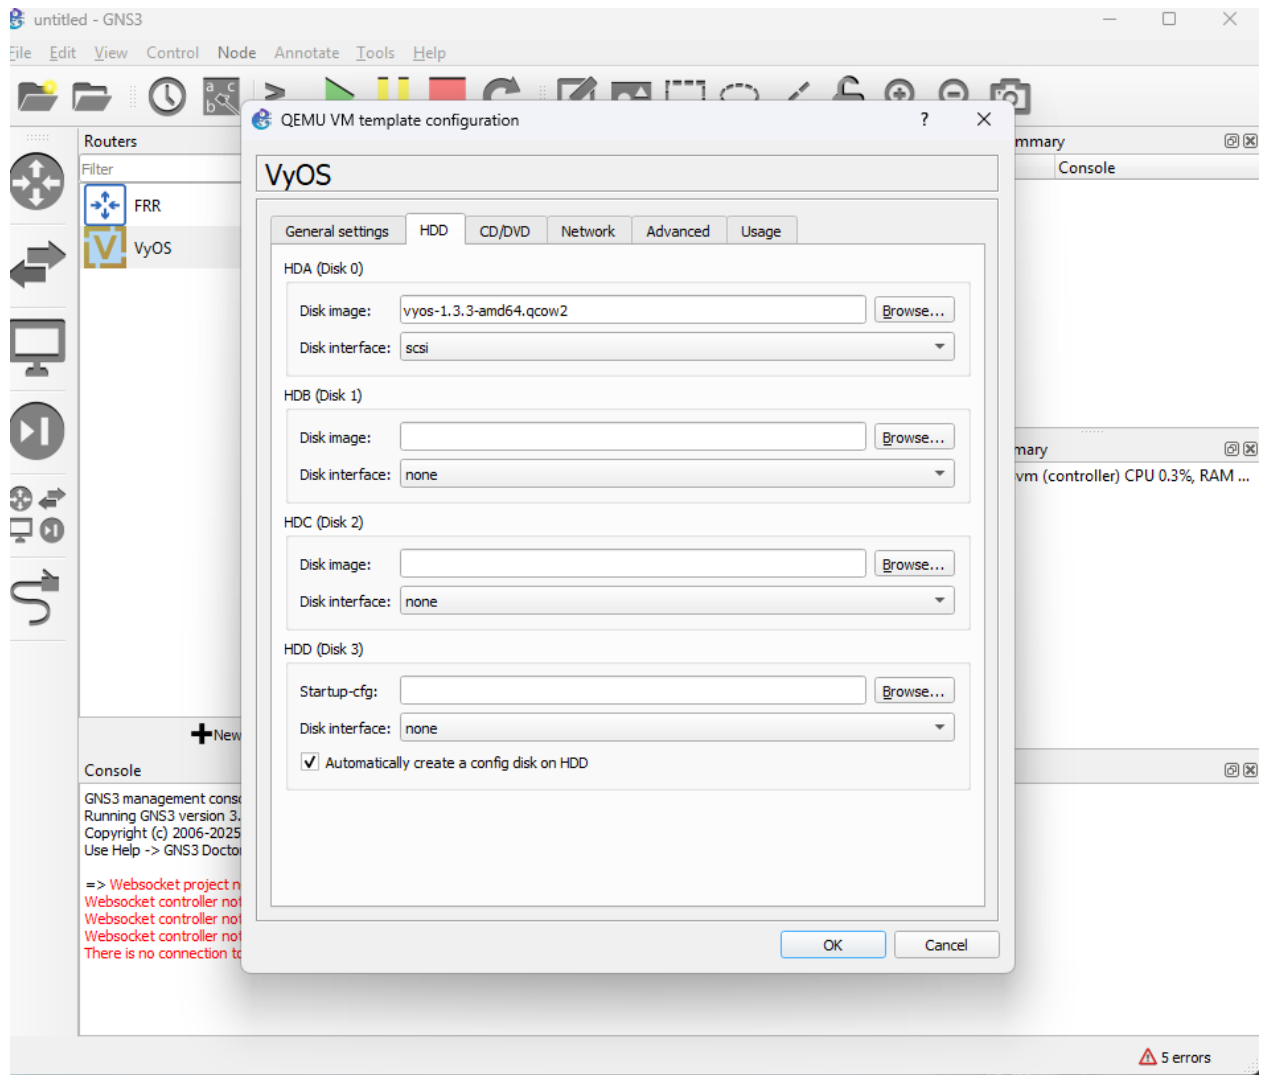 untitled - GNS3
File Edit View Control Node Annotate Tools Help
QEMU VM template configuration ?
Routers
Filter
FRR
VyOS
New
VyOS
General settings HDD CD/DVD Network Advanced Usage
HDA (Disk 0)
Disk image: vyos-1.3.3-amd64.qcow2 Browse...
Disk interface: scsi
HDB (Disk 1)
Disk image: Browse...
Disk interface: none
HDC (Disk 2)
Disk image: Browse...
Disk interface: none
HDD (Disk 3)
Startup-cfg: Browse...
Disk interface: none
Automatically create a config disk on HDD
OK Cancel
mmary
Console
mary
vm (controller) CPU 0.3%, RAM ...
Console
GNS3 management conso
Running GNS3 version 3.
Copyright (c) 2006-2025
Use Help -> GNS3 Docto
=> Websocket project n
Websocket controller not
Websocket controller not
Websocket controller not
There is no connection to
5 errors